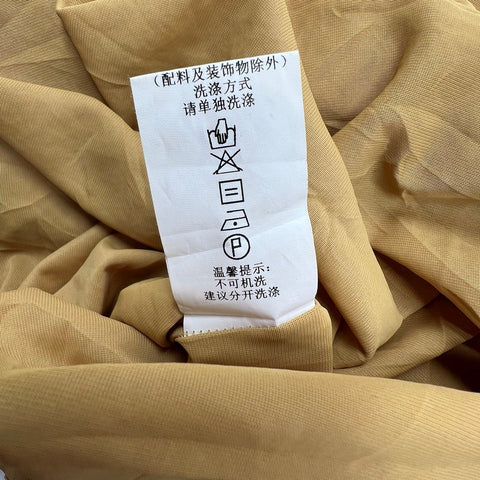 （配料及装饰物除外）
洗涤方式
请单独洗涤
P
温馨提示:
不可机洗
建议分开洗涤